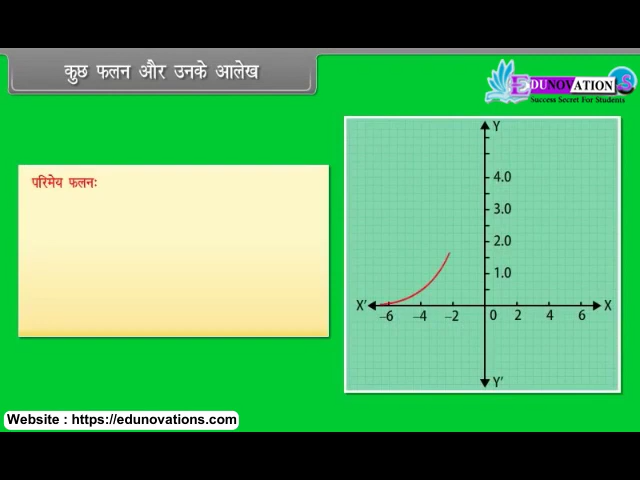 कुछ फलन और उनके आलेख
EDUNOVATIONS
Success Secret For Students
परिमेय फलनः
Y
4.0
3.0
2.0
1.0
X' -6 -4 -2 0 2 4 6 X
Y'
Website : https://edunovations.com